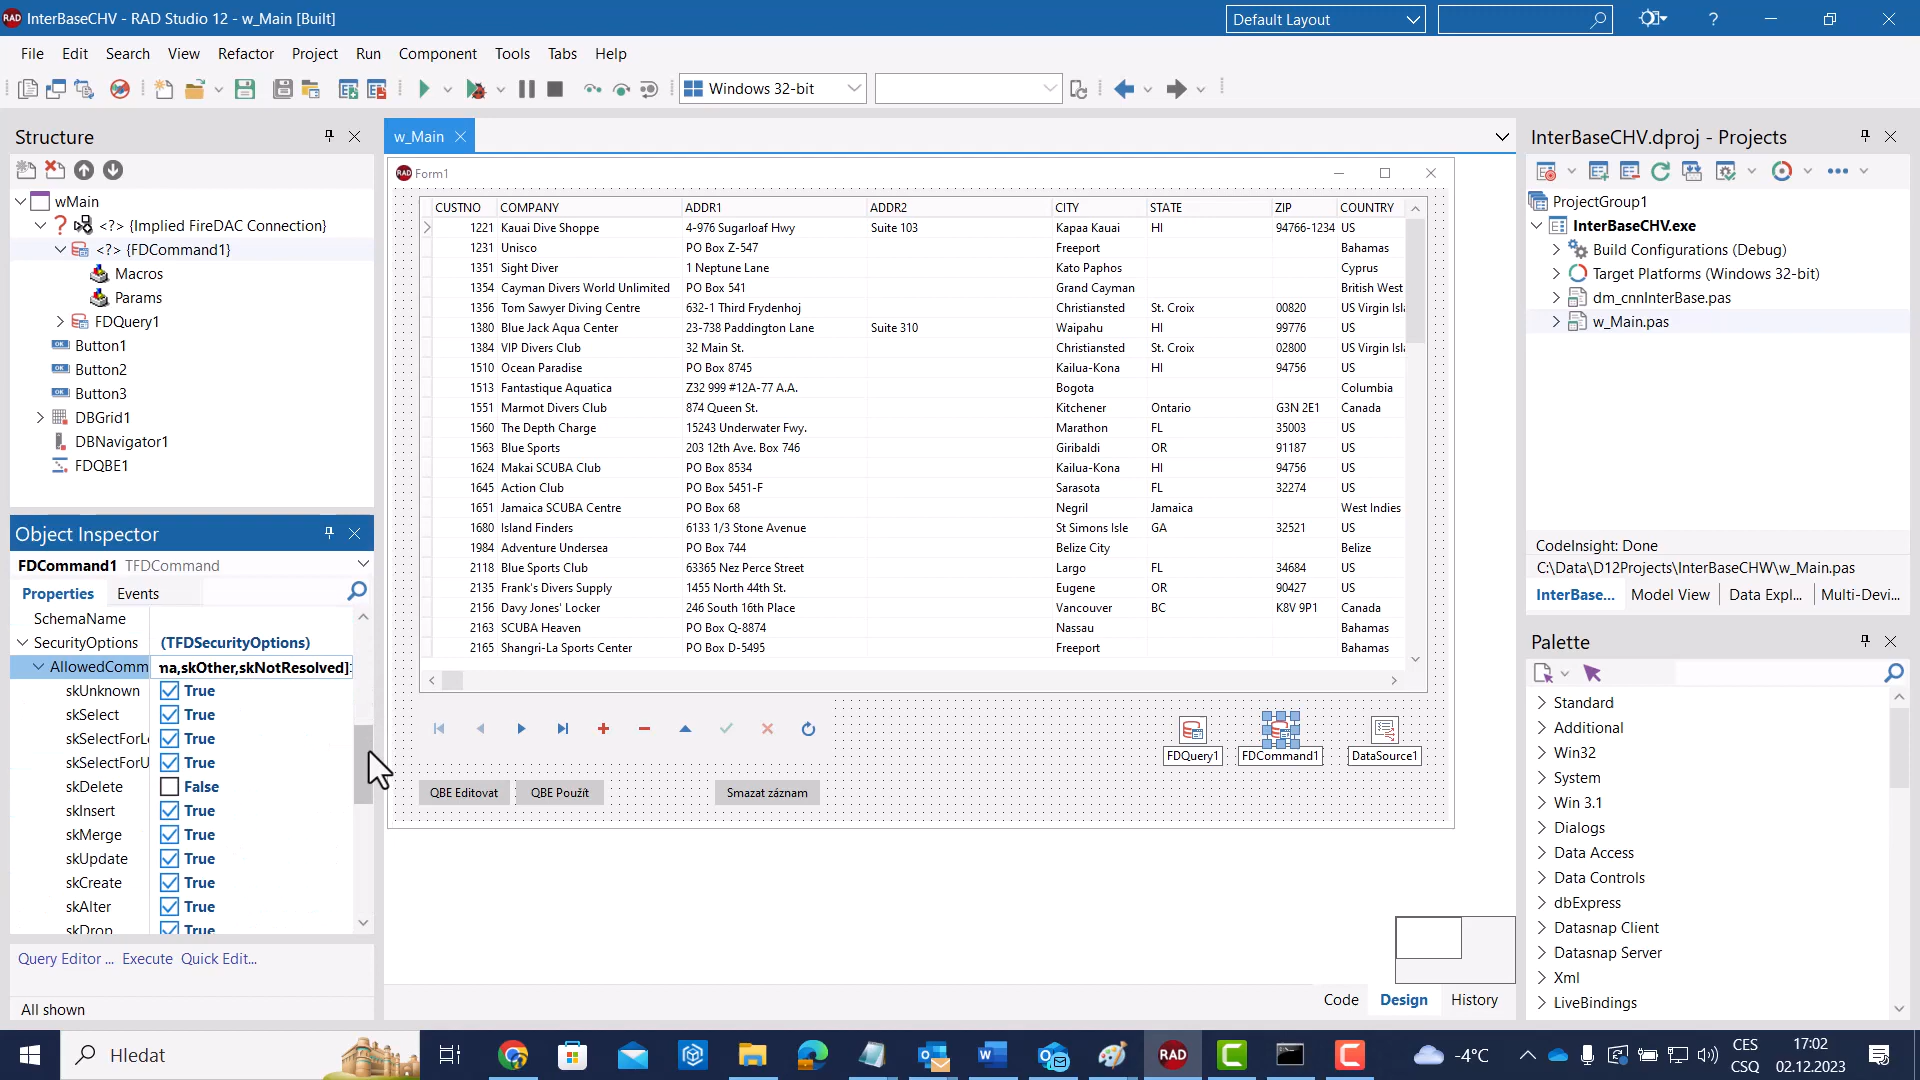 InterBaseCHV - RAD Studio 12 - w_Main [Built]
Default Layout
File Edit Search View Refactor Project Run Component Tools Tabs Help
Windows 32-bit
Structure
wMain
<?> {Implied FireDAC Connection}
<?> {FDCommand1}
Macros
Params
FDQuery1
Button1
Button2
Button3
DBGrid1
DBNavigator1
FDQBE1
Object Inspector
FDCommand1 TFDCommand
Properties Events
SchemaName
SecurityOptions (TFDSecurityOptions)
AllowedComm na,skOther,skNotResolved]
skUnknown True
skSelect True
skSelectForL True
skSelectForU True
skDelete False
skInsert True
skMerge True
skUpdate True
skCreate True
skAlter True
skDrop True
Query Editor ... Execute Quick Edit...
All shown
w_Main
Form1
CUSTNO COMPANY ADDR1 ADDR2 CITY STATE ZIP COUNTRY
1221 Kauai Dive Shoppe 4-976 Sugarloaf Hwy Suite 103 Kapaa Kauai HI 94766-1234 US
1231 Unisco PO Box Z-547 Freeport Bahamas
1351 Sight Diver 1 Neptune Lane Kato Paphos Cyprus
1354 Cayman Divers World Unlimited PO Box 541 Grand Cayman British West
1356 Tom Sawyer Diving Centre 632-1 Third Frydenhoj Christiansted St. Croix 00820 US Virgin Isla
1380 Blue Jack Aqua Center 23-738 Paddington Lane Suite 310 Waipahu HI 99776 US
1384 VIP Divers Club 32 Main St. Christiansted St. Croix 02800 US Virgin Isla
1510 Ocean Paradise PO Box 8745 Kailua-Kona HI 94756 US
1513 Fantastique Aquatica Z32 999 #12A-77 A.A. Bogota Columbia
1551 Marmot Divers Club 874 Queen St. Kitchener Ontario G3N 2E1 Canada
1560 The Depth Charge 15243 Underwater Fwy. Marathon FL 35003 US
1563 Blue Sports 203 12th Ave. Box 746 Giribaldi OR 91187 US
1624 Makai SCUBA Club PO Box 8534 Kailua-Kona HI 94756 US
1645 Action Club PO Box 5451-F Sarasota FL 32274 US
1651 Jamaica SCUBA Centre PO Box 68 Negril Jamaica West Indies
1680 Island Finders 6133 1/3 Stone Avenue St Simons Isle GA 32521 US
1984 Adventure Undersea PO Box 744 Belize City Belize
2118 Blue Sports Club 63365 Nez Perce Street Largo FL 34684 US
2135 Frank's Divers Supply 1455 North 44th St. Eugene OR 90427 US
2156 Davy Jones' Locker 246 South 16th Place Vancouver BC K8V 9P1 Canada
2163 SCUBA Heaven PO Box Q-8874 Nassau Bahamas
2165 Shangri-La Sports Center PO Box D-5495 Freeport Bahamas
FDQuery1 FDCommand1 DataSource1
QBE Editovat QBE Použít Smazat záznam
Code Design History
InterBaseCHV.dproj - Projects
ProjectGroup1
InterBaseCHV.exe
Build Configurations (Debug)
Target Platforms (Windows 32-bit)
dm_cnnInterBase.pas
w_Main.pas
CodeInsight: Done
C:\Data\D12Projects\InterBaseCHW\w_Main.pas
InterBase... Model View Data Expl... Multi-Devi...
Palette
Standard
Additional
Win32
System
Win 3.1
Dialogs
Data Access
Data Controls
dbExpress
Datasnap Client
Datasnap Server
Xml
LiveBindings
Hledat
RAD
-4°C
CES
CSQ
17:02
02.12.2023